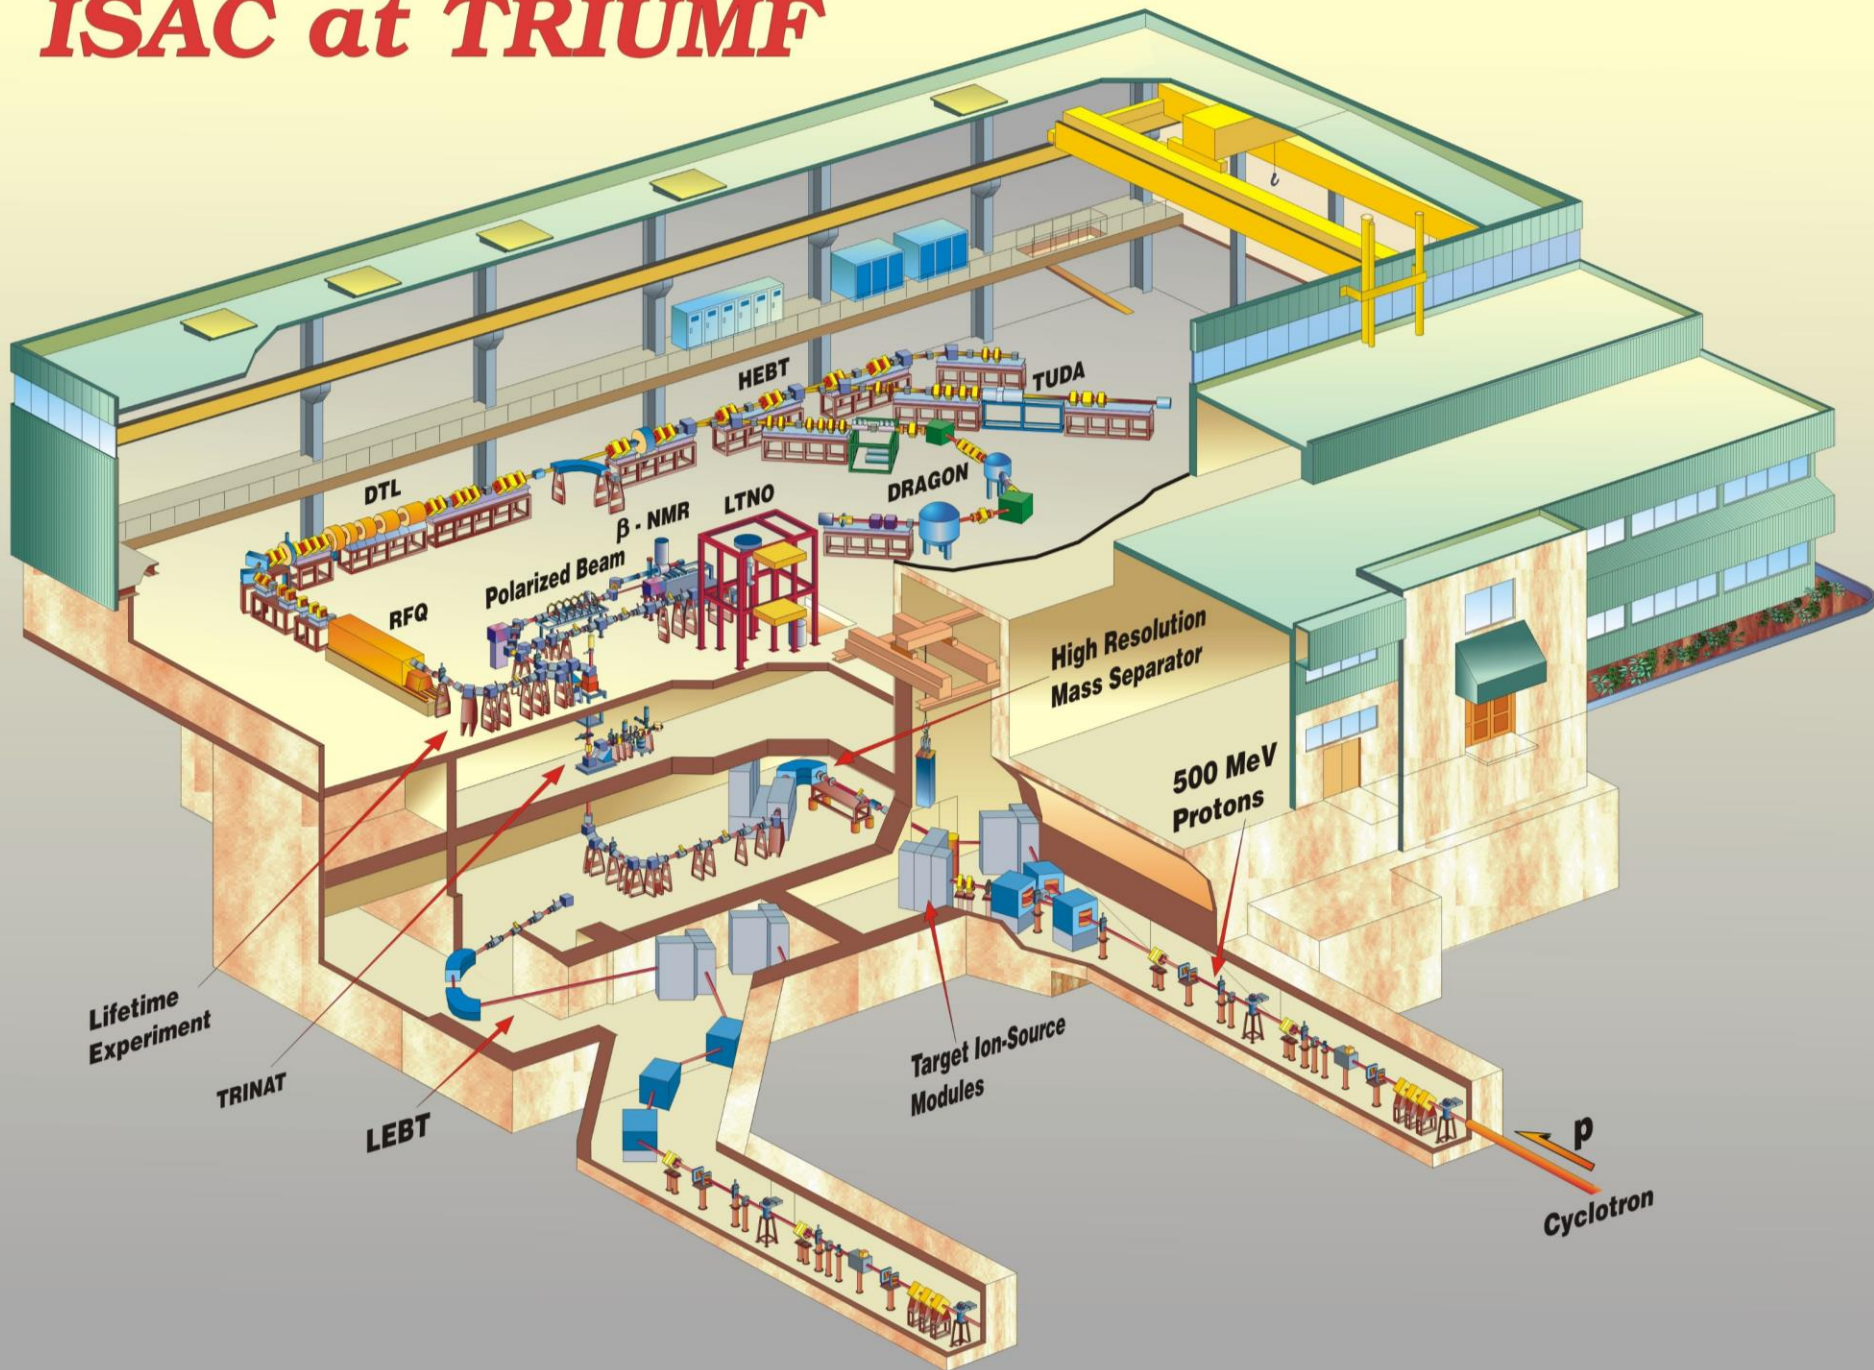 ISAC at TRIUMF
HEBT
TUDA
DTL
DRAGON
LTNO
β - NMR
Polarized Beam
RFQ
High Resolution
Mass Separator
500 MeV
Protons
Lifetime
Experiment
TRINAT
LEBT
Target Ion-Source
Modules
p
Cyclotron